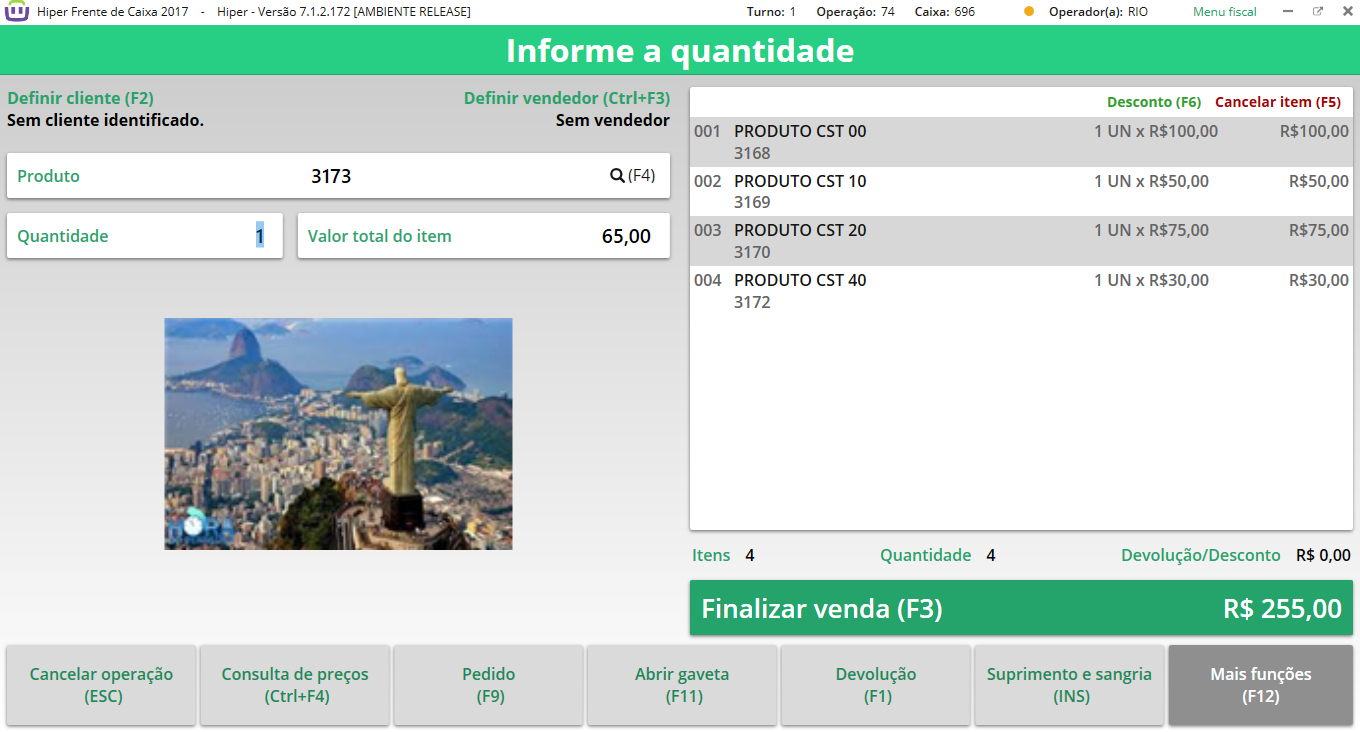 Hiper Frente de Caixa 2017 - Hiper - Versão 7.1.2.172 [AMBIENTE RELEASE] Turno: 1 Operação: 74 Caixa: 696 Operador(a): RIO Menu fiscal
Informe a quantidade
Definir cliente (F2) Definir vendedor (Ctrl+F3)
Sem cliente identificado. Sem vendedor
Produto 3173 (F4)
Quantidade 1 Valor total do item 65,00
HORA
Desconto (F6) Cancelar item (F5)
001 PRODUTO CST 00 1 UN x R$100,00 R$100,00
3168
002 PRODUTO CST 10 1 UN x R$50,00 R$50,00
3169
003 PRODUTO CST 20 1 UN x R$75,00 R$75,00
3170
004 PRODUTO CST 40 1 UN x R$30,00 R$30,00
3172
Itens 4 Quantidade 4 Devolução/Desconto R$ 0,00
Finalizar venda (F3) R$ 255,00
Cancelar operação
(ESC)
Consulta de preços
(Ctrl+F4)
Pedido
(F9)
Abrir gaveta
(F11)
Devolução
(F1)
Suprimento e sangria
(INS)
Mais funções
(F12)